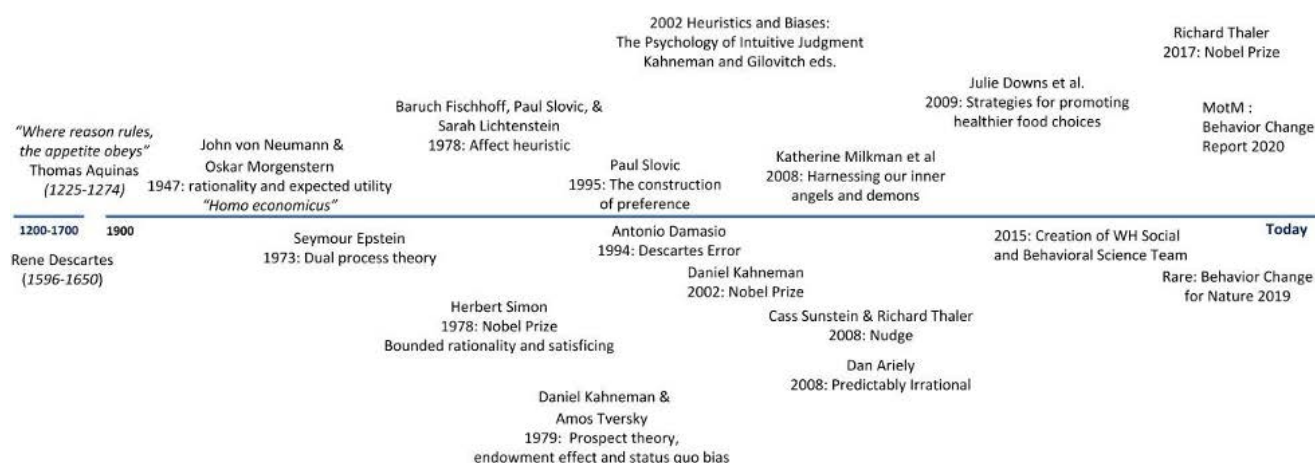 2002 Heuristics and Biases:
The Psychology of Intuitive Judgment
Kahneman and Gilovitch eds.
Richard Thaler
2017: Nobel Prize
Julie Downs et al.
2009: Strategies for promoting
healthier food choices
Baruch Fischhoff, Paul Slovic, &
Sarah Lichtenstein
1978: Affect heuristic
MotM :
Behavior Change
Report 2020
"Where reason rules,
the appetite obeys"
Thomas Aquinas
(1225-1274)
John von Neumann &
Oskar Morgenstern
1947: rationality and expected utility
"Homo economicus"
Paul Slovic
1995: The construction
of preference
Katherine Milkman et al
2008: Harnessing our inner
angels and demons
1200-1700
1900
Today
Rene Descartes
(1596-1650)
Seymour Epstein
1973: Dual process theory
Antonio Damasio
1994: Descartes Error
2015: Creation of WH Social
and Behavioral Science Team
Daniel Kahneman
2002: Nobel Prize
Rare: Behavior Change
for Nature 2019
Herbert Simon
1978: Nobel Prize
Bounded rationality and satisficing
Cass Sunstein & Richard Thaler
2008: Nudge
Dan Ariely
2008: Predictably Irrational
Daniel Kahneman &
Amos Tversky
1979: Prospect theory,
endowment effect and status quo bias